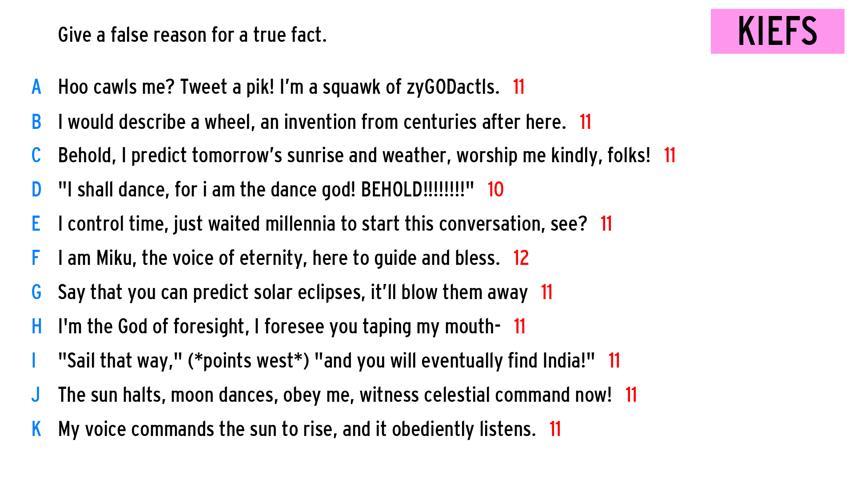 KIEFS
Give a false reason for a true fact.
A Hoo cawls me? Tweet a pik! I'm a squawk of zyGODactls. 11
B I would describe a wheel, an invention from centuries after here. 11
C Behold, I predict tomorrow's sunrise and weather, worship me kindly, folks! 11
D "I shall dance, for i am the dance god! BEHOLD!!!!!!!!" 10
E I control time, just waited millennia to start this conversation, see? 11
F I am Miku, the voice of eternity, here to guide and bless. 12
G Say that you can predict solar eclipses, it'll blow them away 11
H I'm the God of foresight, I foresee you taping my mouth- 11
I "Sail that way," (*points west*) "and you will eventually find India!" 11
J The sun halts, moon dances, obey me, witness celestial command now! 11
K My voice commands the sun to rise, and it obediently listens. 11